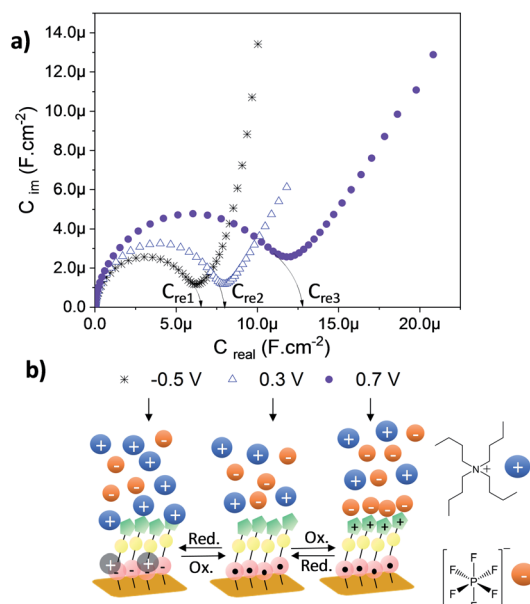 a)
14.0µ
12.0µ
10.0µ
8.0µ
6.0µ
4.0µ
2.0µ
0.0
C im (F.cm⁻²)
Cre1
Cre2
Cre3
0.0 5.0µ 10.0µ 15.0µ 20.0µ
C real (F.cm⁻²)
b)
-0.5 V 0.3 V 0.7 V
+ + - + - + - + - +
+ - + + - + -
+ - + + - + - + - - - -
+ + + +
Red. Ox.
Ox. Red.
+ - + -
N+ +
F
F F
P
F F
F
- -